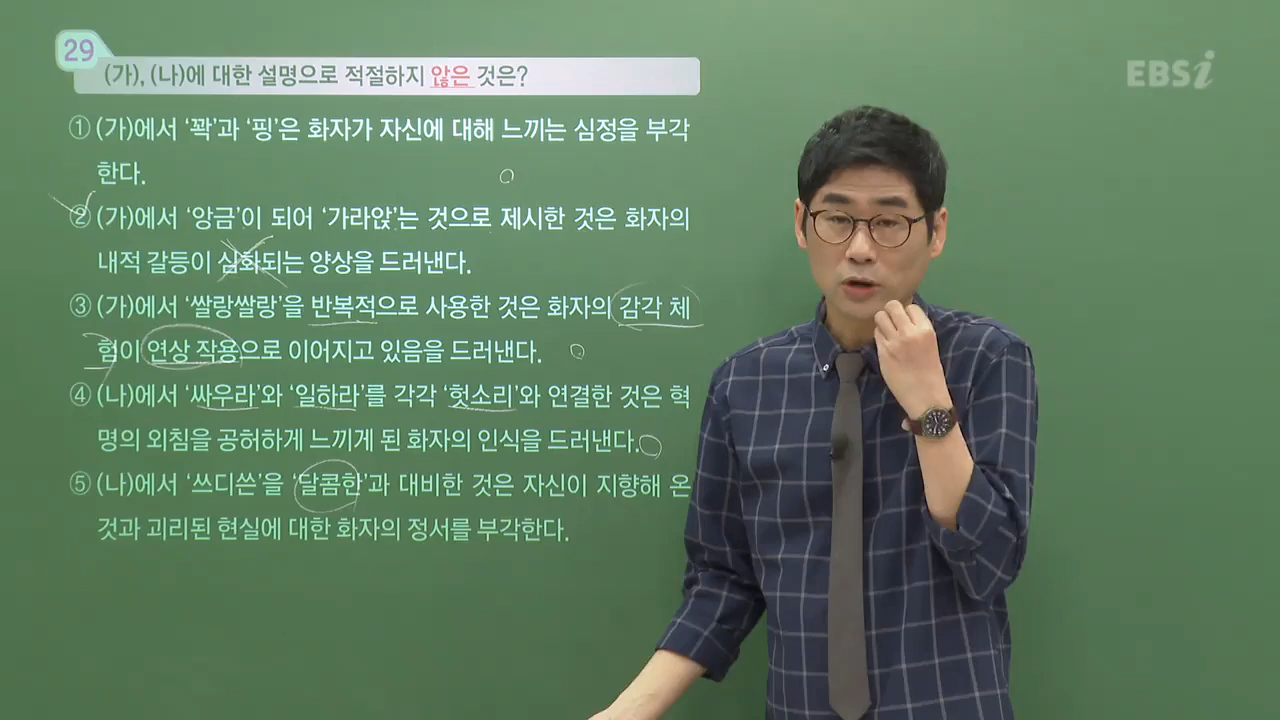 29
(가), (나)에 대한 설명으로 적절하지 않은 것은?
EBSi
① (가)에서 ‘꽉’과 ‘핑’은 화자가 자신에 대해 느끼는 심정을 부각
한다.
② (가)에서 ‘앙금’이 되어 ‘가라앉’는 것으로 제시한 것은 화자의
내적 갈등이 심화되는 양상을 드러낸다.
③ (가)에서 ‘쌀랑쌀랑’을 반복적으로 사용한 것은 화자의 감각 체
험이 연상 작용으로 이어지고 있음을 드러낸다.
④ (나)에서 ‘싸우라’와 ‘일하라’를 각각 ‘헛소리’와 연결한 것은 혁
명의 외침을 공허하게 느끼게 된 화자의 인식을 드러낸다.
⑤ (나)에서 ‘쓰디쓴’을 ‘달콤한’과 대비한 것은 자신이 지향해 온
것과 괴리된 현실에 대한 화자의 정서를 부각한다.